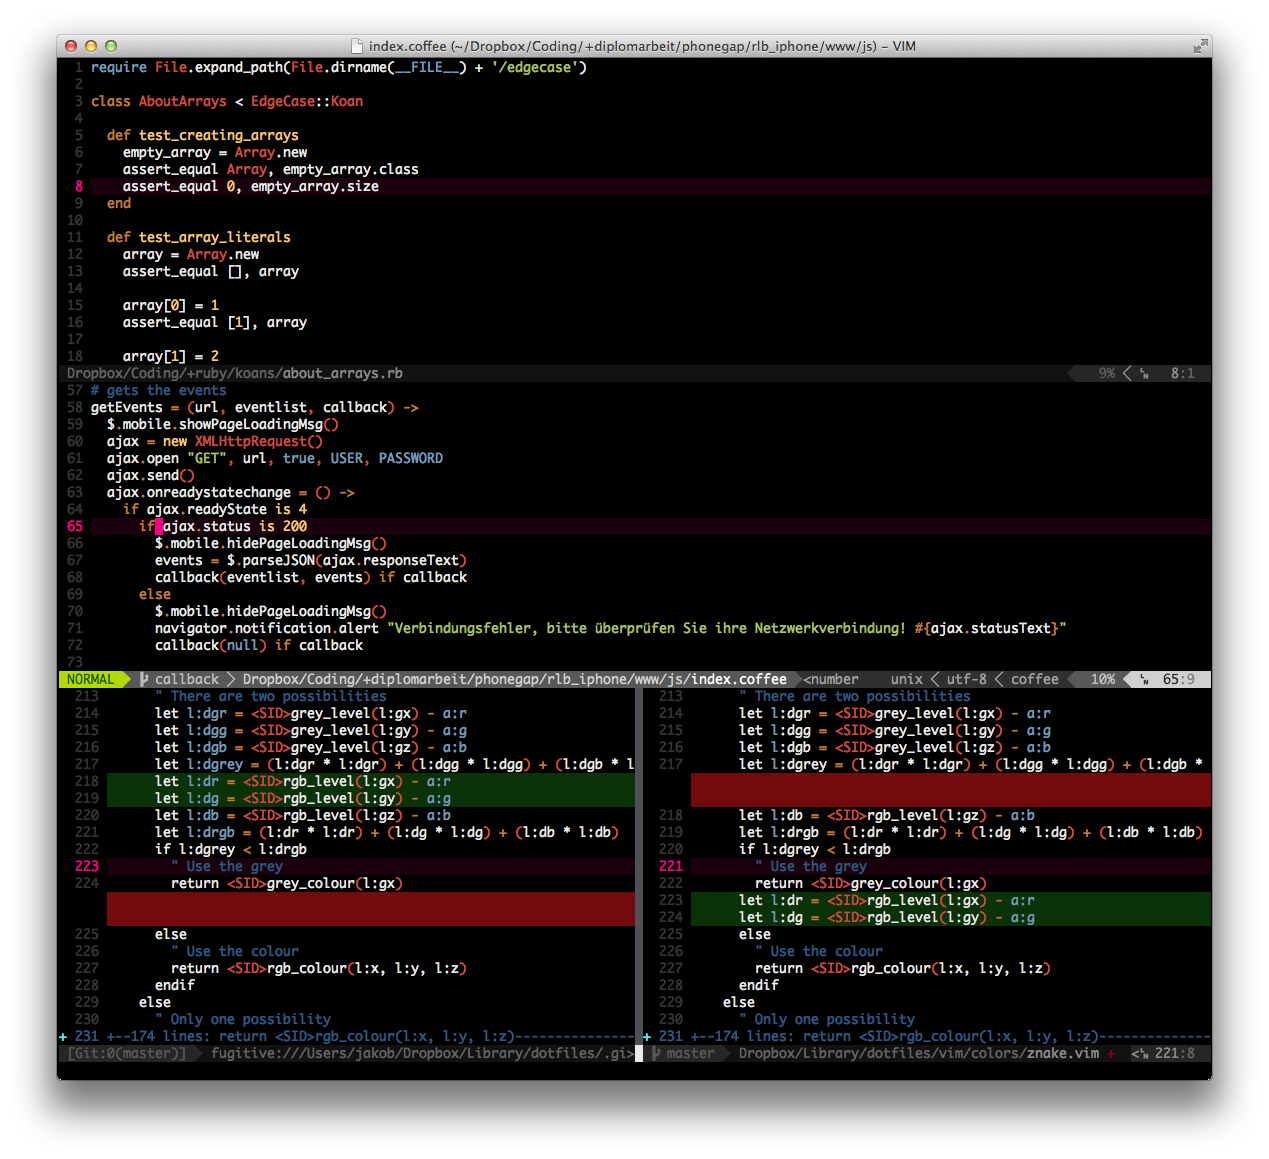 index.coffee (~/Dropbox/Coding/+diplomarbeit/phonegap/rlb_iphone/www/js) – VIM
1 require File.expand_path(File.dirname(__FILE__) + '/edgecase')
2
3 class AboutArrays < EdgeCase::Koan
4
5   def test_creating_arrays
6     empty_array = Array.new
7     assert_equal Array, empty_array.class
8     assert_equal 0, empty_array.size
9   end
10
11   def test_array_literals
12     array = Array.new
13     assert_equal [], array
14
15     array[0] = 1
16     assert_equal [1], array
17
18     array[1] = 2
Dropbox/Coding/+ruby/koans/about_arrays.rb 9% 8:1
57 # gets the events
58 getEvents = (url, eventlist, callback) ->
59   $.mobile.showPageLoadingMsg()
60   ajax = new XMLHttpRequest()
61   ajax.open "GET", url, true, USER, PASSWORD
62   ajax.send()
63   ajax.onreadystatechange = () ->
64     if ajax.readyState is 4
65       if ajax.status is 200
66         $.mobile.hidePageLoadingMsg()
67         events = $.parseJSON(ajax.responseText)
68         callback(eventlist, events) if callback
69       else
70         $.mobile.hidePageLoadingMsg()
71         navigator.notification.alert "Verbindungsfehler, bitte überprüfen Sie ihre Netzwerkverbindung! #{ajax.statusText}"
72         callback(null) if callback
73
NORMAL callback Dropbox/Coding/+diplomarbeit/phonegap/rlb_iphone/www/js/index.coffee <number unix utf-8 coffee 10% 65:9
213       " There are two possibilities
214       let l:dgr = <SID>grey_level(l:gx) - a:r
215       let l:dgg = <SID>grey_level(l:gy) - a:g
216       let l:dgb = <SID>grey_level(l:gz) - a:b
217       let l:dgrey = (l:dgr * l:dgr) + (l:dgg * l:dgg) + (l:dgb * l
218       let l:dr = <SID>rgb_level(l:gx) - a:r
219       let l:dg = <SID>rgb_level(l:gy) - a:g
220       let l:db = <SID>rgb_level(l:gz) - a:b
221       let l:drgb = (l:dr * l:dr) + (l:dg * l:dg) + (l:db * l:db)
222       if l:dgrey < l:drgb
223         " Use the grey
224         return <SID>grey_colour(l:gx)
225       else
226         " Use the colour
227         return <SID>rgb_colour(l:x, l:y, l:z)
228       endif
229     else
230       " Only one possibility
+ 231 +--174 lines: return <SID>rgb_colour(l:x, l:y, l:z)---------------
[Git:0(master)] fugitive:///Users/jakob/Dropbox/Library/dotfiles/.gi>
213       " There are two possibilities
214       let l:dgr = <SID>grey_level(l:gx) - a:r
215       let l:dgg = <SID>grey_level(l:gy) - a:g
216       let l:dgb = <SID>grey_level(l:gz) - a:b
217       let l:dgrey = (l:dgr * l:dgr) + (l:dgg * l:dgg) + (l:dgb *
218       let l:db = <SID>rgb_level(l:gz) - a:b
219       let l:drgb = (l:dr * l:dr) + (l:dg * l:dg) + (l:db * l:db)
220       if l:dgrey < l:drgb
221         " Use the grey
222         return <SID>grey_colour(l:gx)
223       let l:dr = <SID>rgb_level(l:gx) - a:r
224       let l:dg = <SID>rgb_level(l:gy) - a:g
225       else
226         " Use the colour
227         return <SID>rgb_colour(l:x, l:y, l:z)
228       endif
229     else
230       " Only one possibility
+ 231 +--174 lines: return <SID>rgb_colour(l:x, l:y, l:z)--------------
master Dropbox/Library/dotfiles/vim/colors/znake.vim + < 221:8